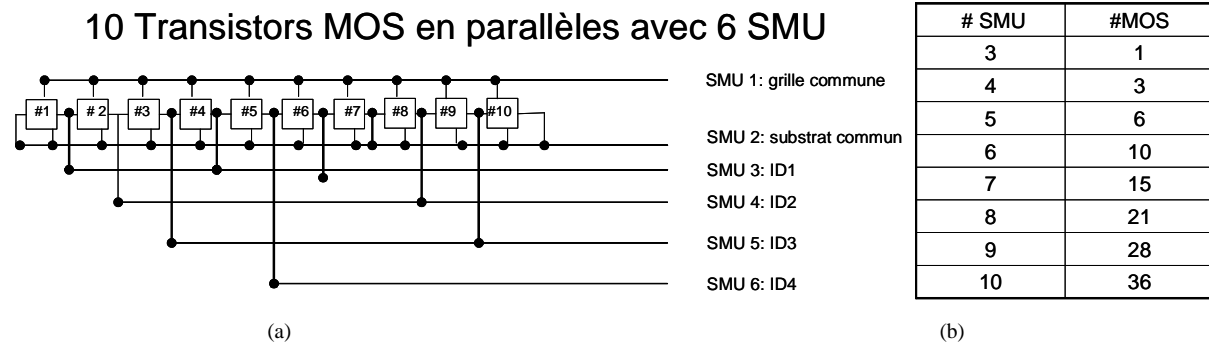 10 Transistors MOS en parallèles avec 6 SMU
#1 # 2 #3 #4 #5 #6 #7 #8 #9 #10
SMU 1: grille commune
SMU 2: substrat commun
SMU 3: ID1
SMU 4: ID2
SMU 5: ID3
SMU 6: ID4
(a)
# SMU #MOS
3 1
4 3
5 6
6 10
7 15
8 21
9 28
10 36
(b)